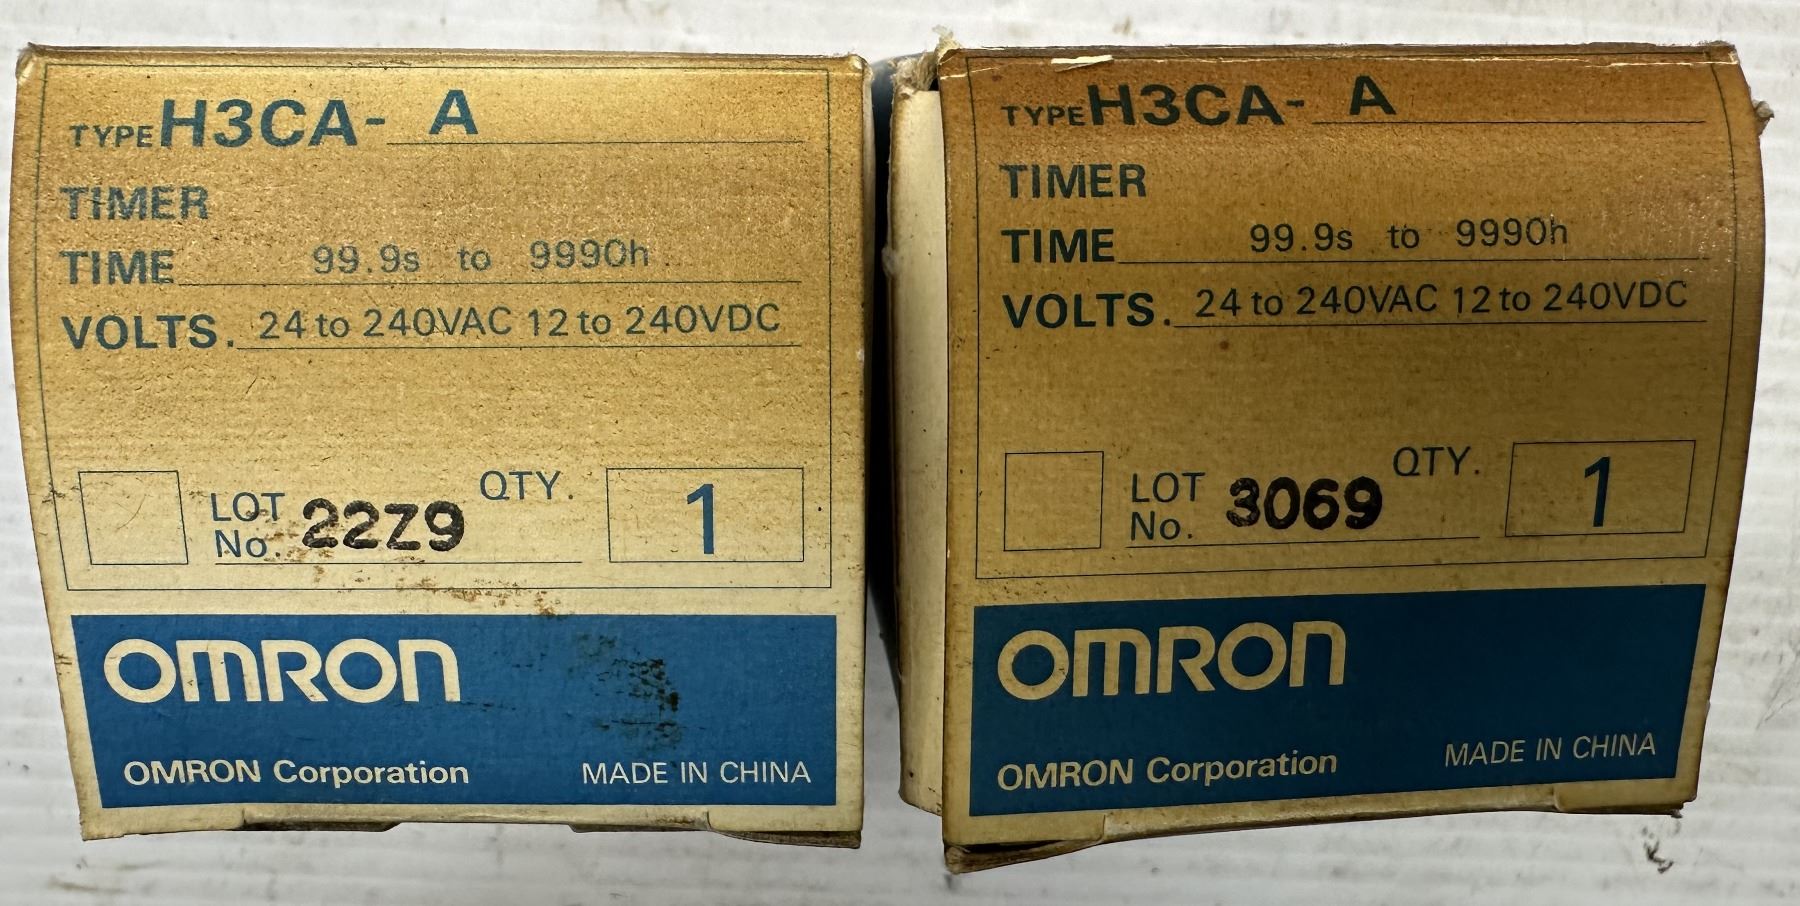 TYPE H3CA- A
TIMER
TIME 99.9s to 9990h
VOLTS. 24 to 240VAC 12 to 240VDC
LOT No. 22Z9 QTY. 1
OMRON
OMRON Corporation MADE IN CHINA
TYPE H3CA- A
TIMER
TIME 99.9s to 9990h
VOLTS. 24 to 240VAC 12 to 240VDC
LOT No. 3069 QTY. 1
OMRON
OMRON Corporation MADE IN CHINA